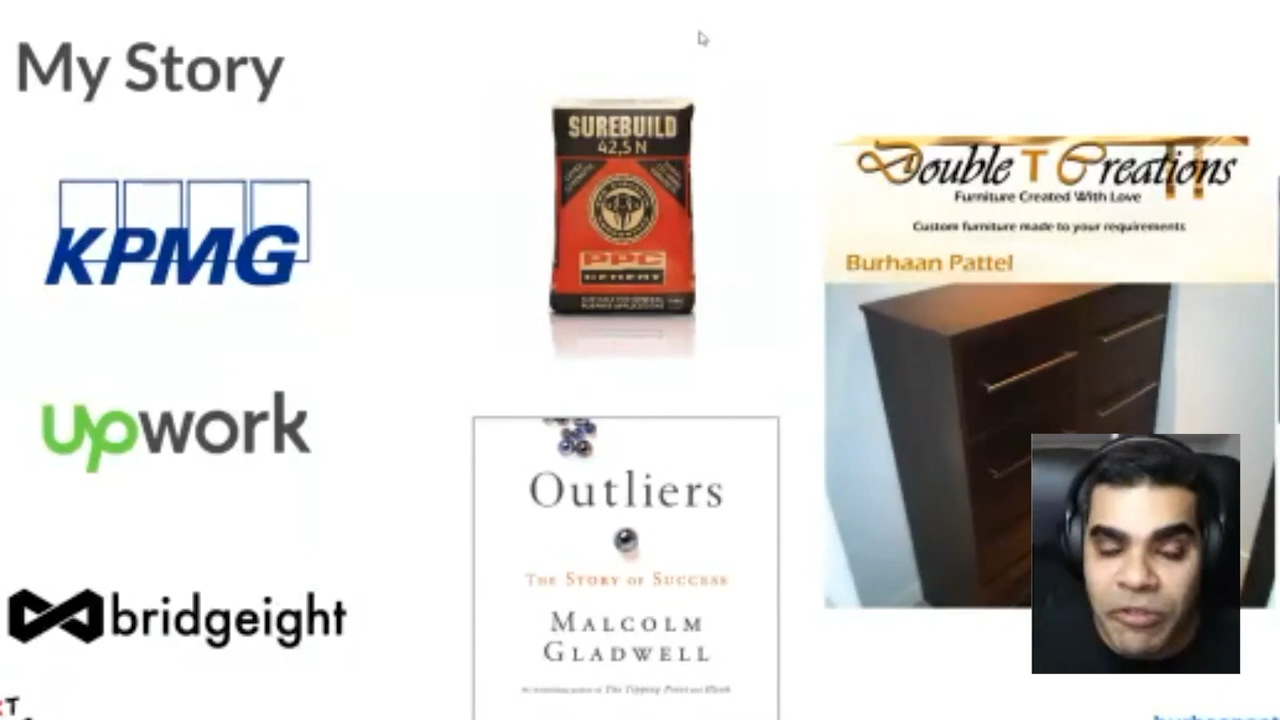 My Story
KPMG
upwork
bridgeight
SUREBUILD
42,5 N
PPC
CEMENT
Outliers
THE STORY OF SUCCESS
MALCOLM
GLADWELL
Double T Creations
Furniture Created With Love
Custom furniture made to your requirements
Burhaan Pattel